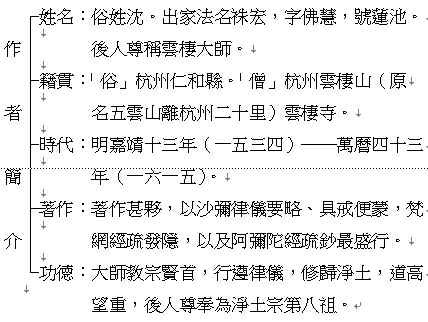 作者簡介
姓名：俗姓沈。出家法名袾宏，字佛慧，號蓮池。
後人尊稱雲棲大師。
籍貫：「俗」杭州仁和縣。「僧」杭州雲棲山（原
名五雲山離杭州二十里）雲棲寺。
時代：明嘉靖十三年（一五三四）——萬曆四十三
年（一六一五）。
著作：著作甚夥，以沙彌律儀要略、具戒便蒙，梵
網經疏發隱，以及阿彌陀經疏鈔最盛行。
功德：大師教宗賢首，行遵律儀，修歸淨土，道高
望重，後人尊奉為淨土宗第八祖。